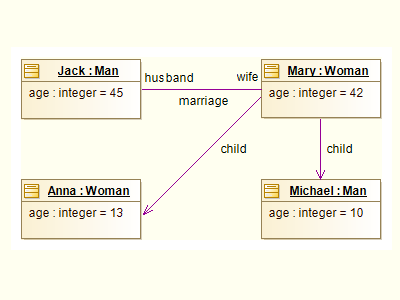 Jack : Man
age : integer = 45
husband
wife
marriage
Mary : Woman
age : integer = 42
child
child
Anna : Woman
age : integer = 13
Michael : Man
age : integer = 10